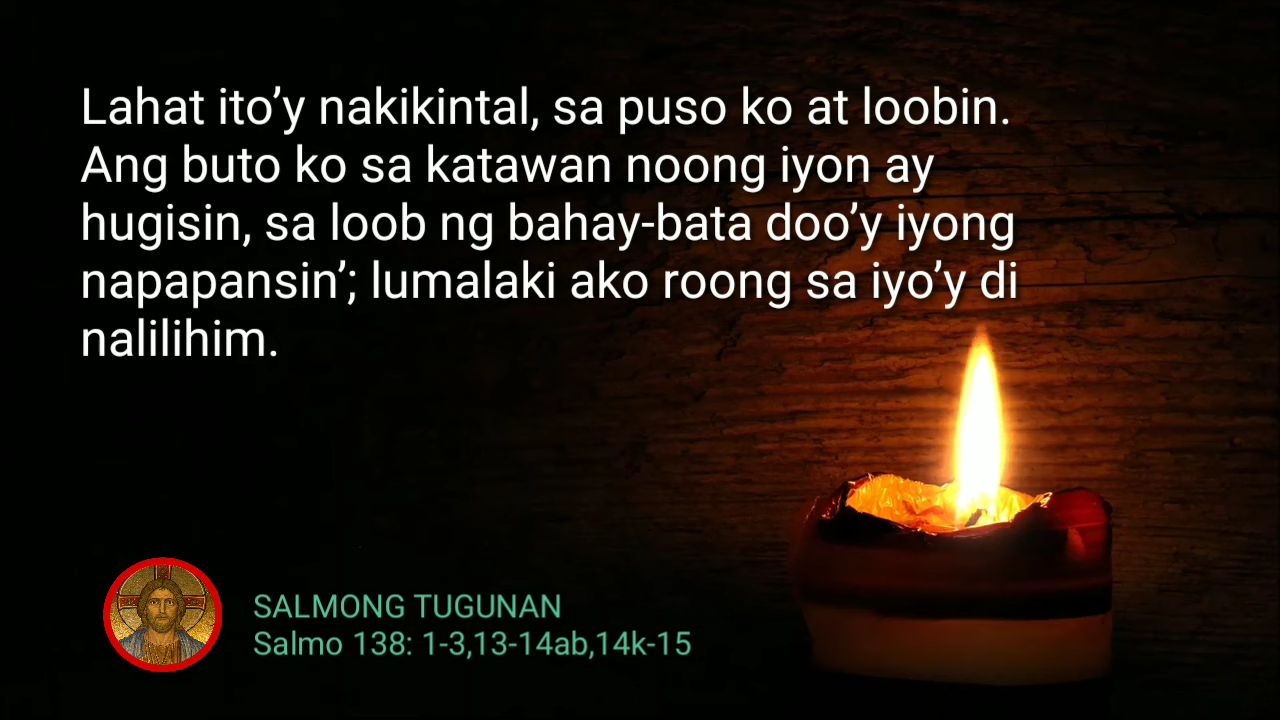 Lahat ito’y nakikintal, sa puso ko at loobin.
Ang buto ko sa katawan noong iyon ay
hugisin, sa loob ng bahay-bata doo’y iyong
napapansin’; lumalaki ako roong sa iyo’y di
nalilihim.
SALMONG TUGUNAN
Salmo 138: 1-3,13-14ab,14k-15